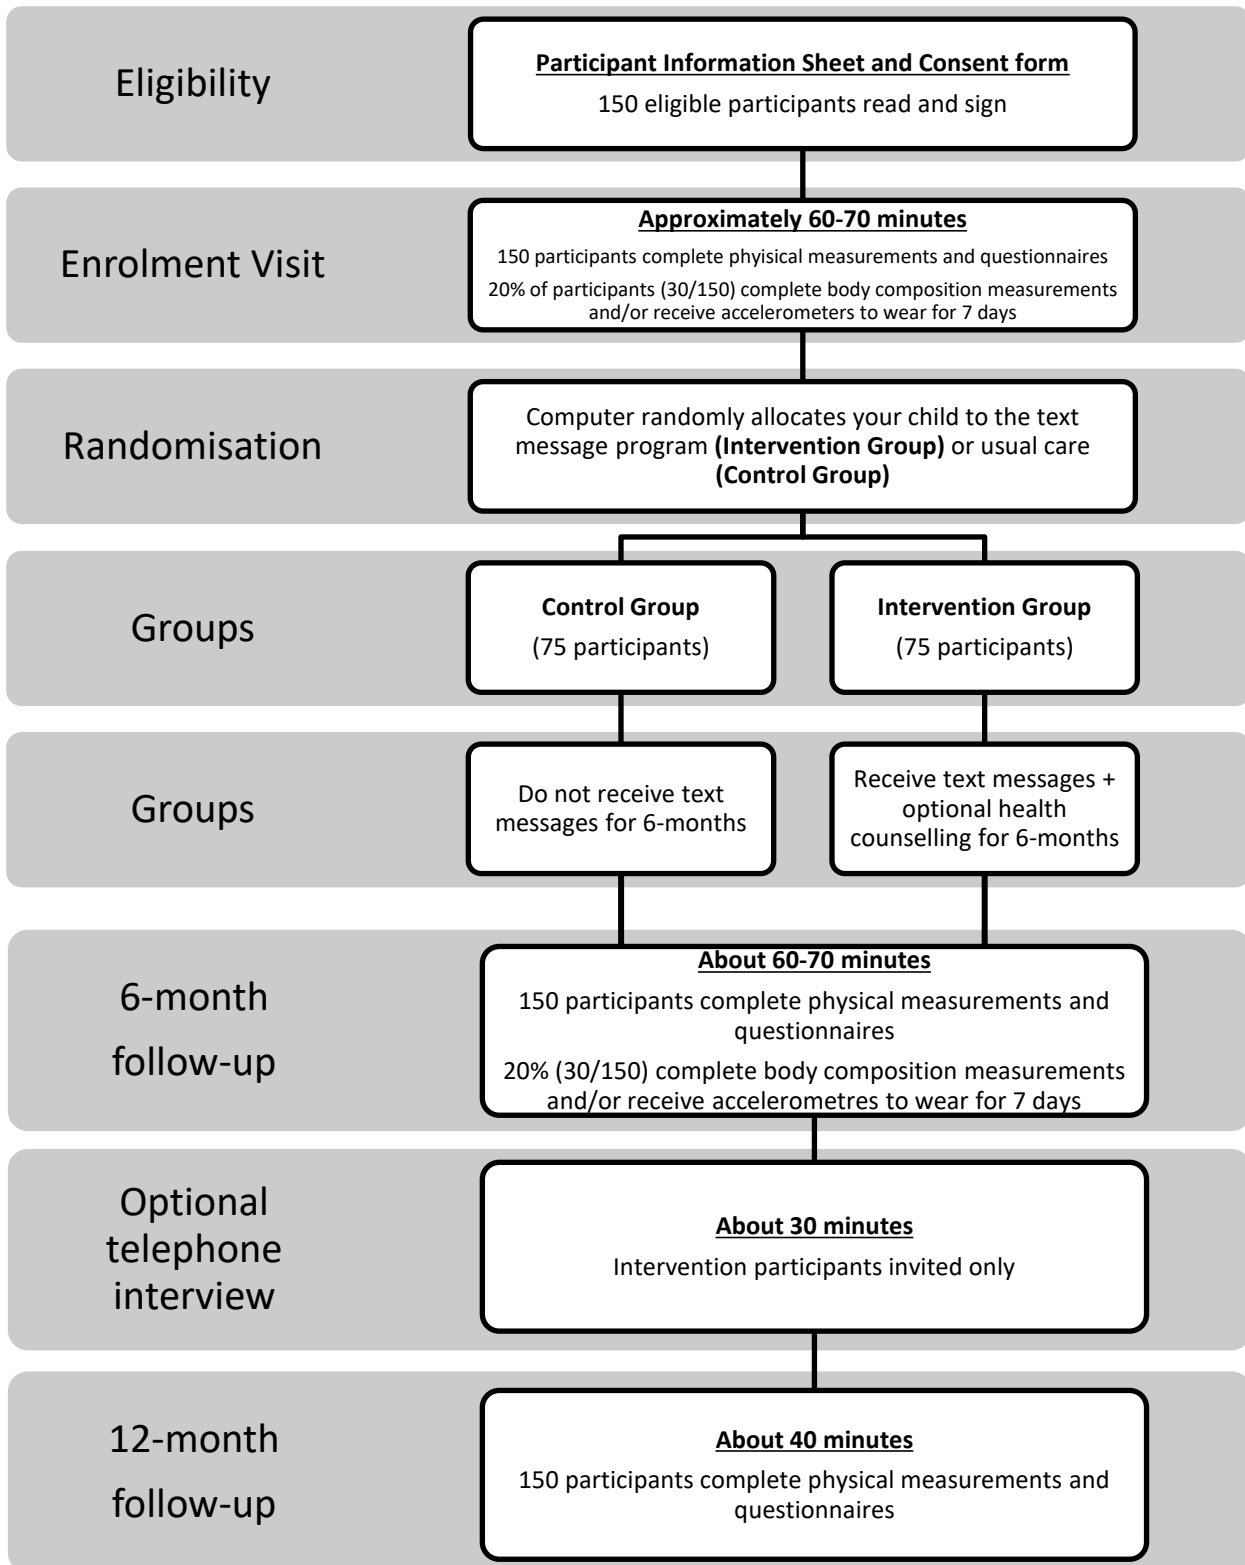 Eligibility
Participant Information Sheet and Consent form
150 eligible participants read and sign
Enrolment Visit
Approximately 60-70 minutes
150 participants complete phyisical measurements and questionnaires
20% of participants (30/150) complete body composition measurements
and/or receive accelerometers to wear for 7 days
Randomisation
Computer randomly allocates your child to the text
message program (Intervention Group) or usual care
(Control Group)
Groups
Control Group
(75 participants)
Intervention Group
(75 participants)
Groups
Do not receive text
messages for 6-months
Receive text messages +
optional health
counselling for 6-months
6-month
follow-up
About 60-70 minutes
150 participants complete physical measurements and
questionnaires
20% (30/150) complete body composition measurements
and/or receive accelerometres to wear for 7 days
Optional
telephone
interview
About 30 minutes
Intervention participants invited only
12-month
follow-up
About 40 minutes
150 participants complete physical measurements and
questionnaires